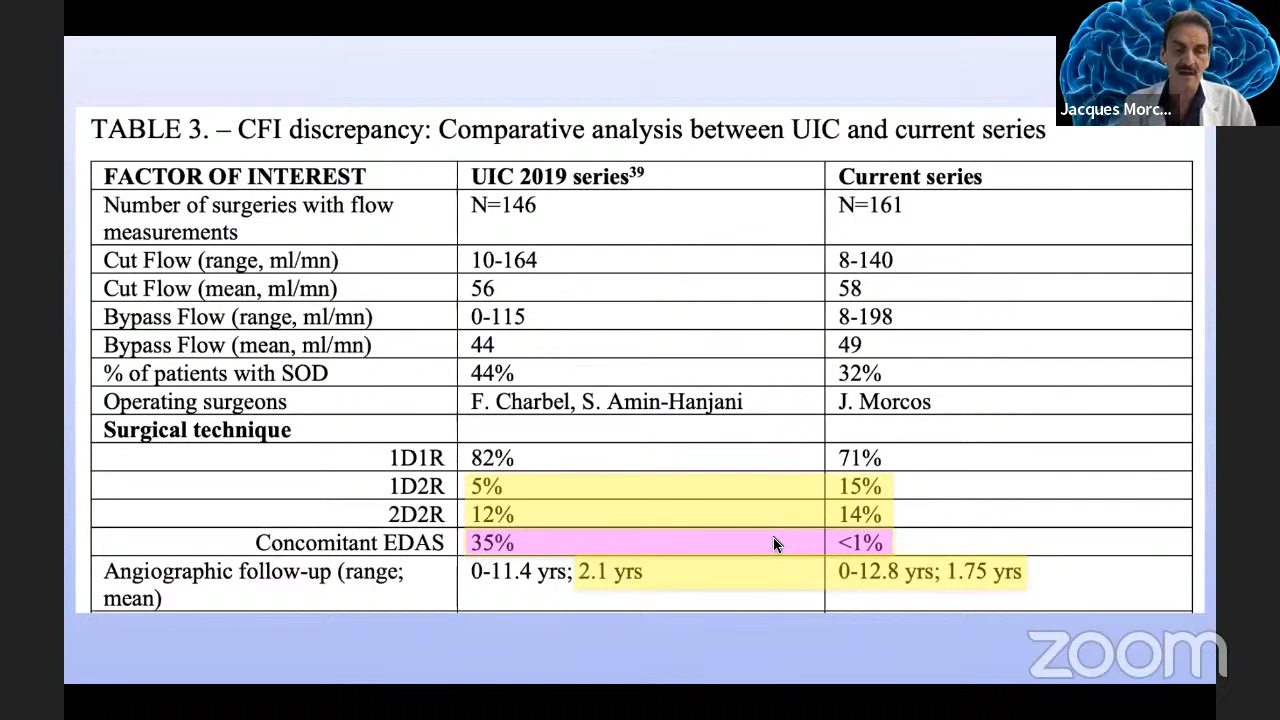 Jacques Morc...
TABLE 3. – CFI discrepancy: Comparative analysis between UIC and current series
FACTOR OF INTEREST UIC 2019 series39 Current series
Number of surgeries with flow measurements N=146 N=161
Cut Flow (range, ml/mn) 10-164 8-140
Cut Flow (mean, ml/mn) 56 58
Bypass Flow (range, ml/mn) 0-115 8-198
Bypass Flow (mean, ml/mn) 44 49
% of patients with SOD 44% 32%
Operating surgeons F. Charbel, S. Amin-Hanjani J. Morcos
Surgical technique
1D1R 82% 71%
1D2R 5% 15%
2D2R 12% 14%
Concomitant EDAS 35% <1%
Angiographic follow-up (range; mean) 0-11.4 yrs; 2.1 yrs 0-12.8 yrs; 1.75 yrs
zoom